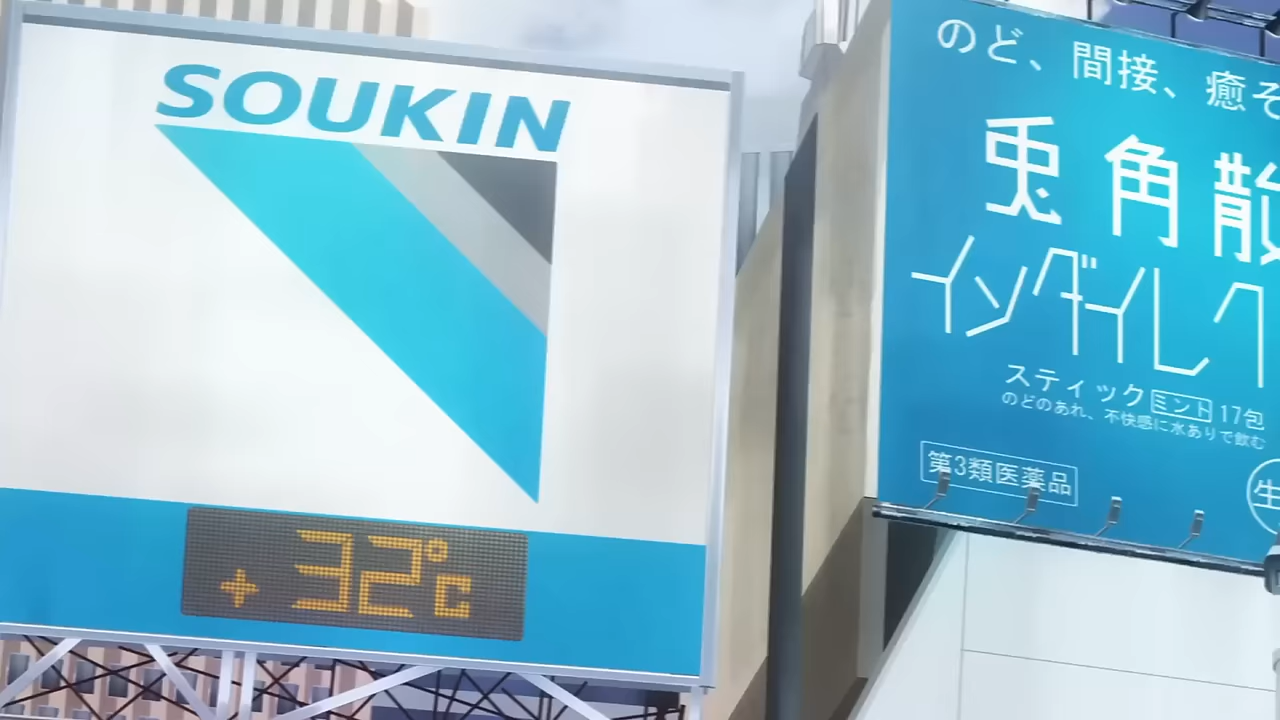 SOUKIN
+32℃
のど、間接、癒そ
兎角散
インダイレク
スティック ミント 17包
のどのあれ、不快感に水ありで飲む
第3類医薬品
生